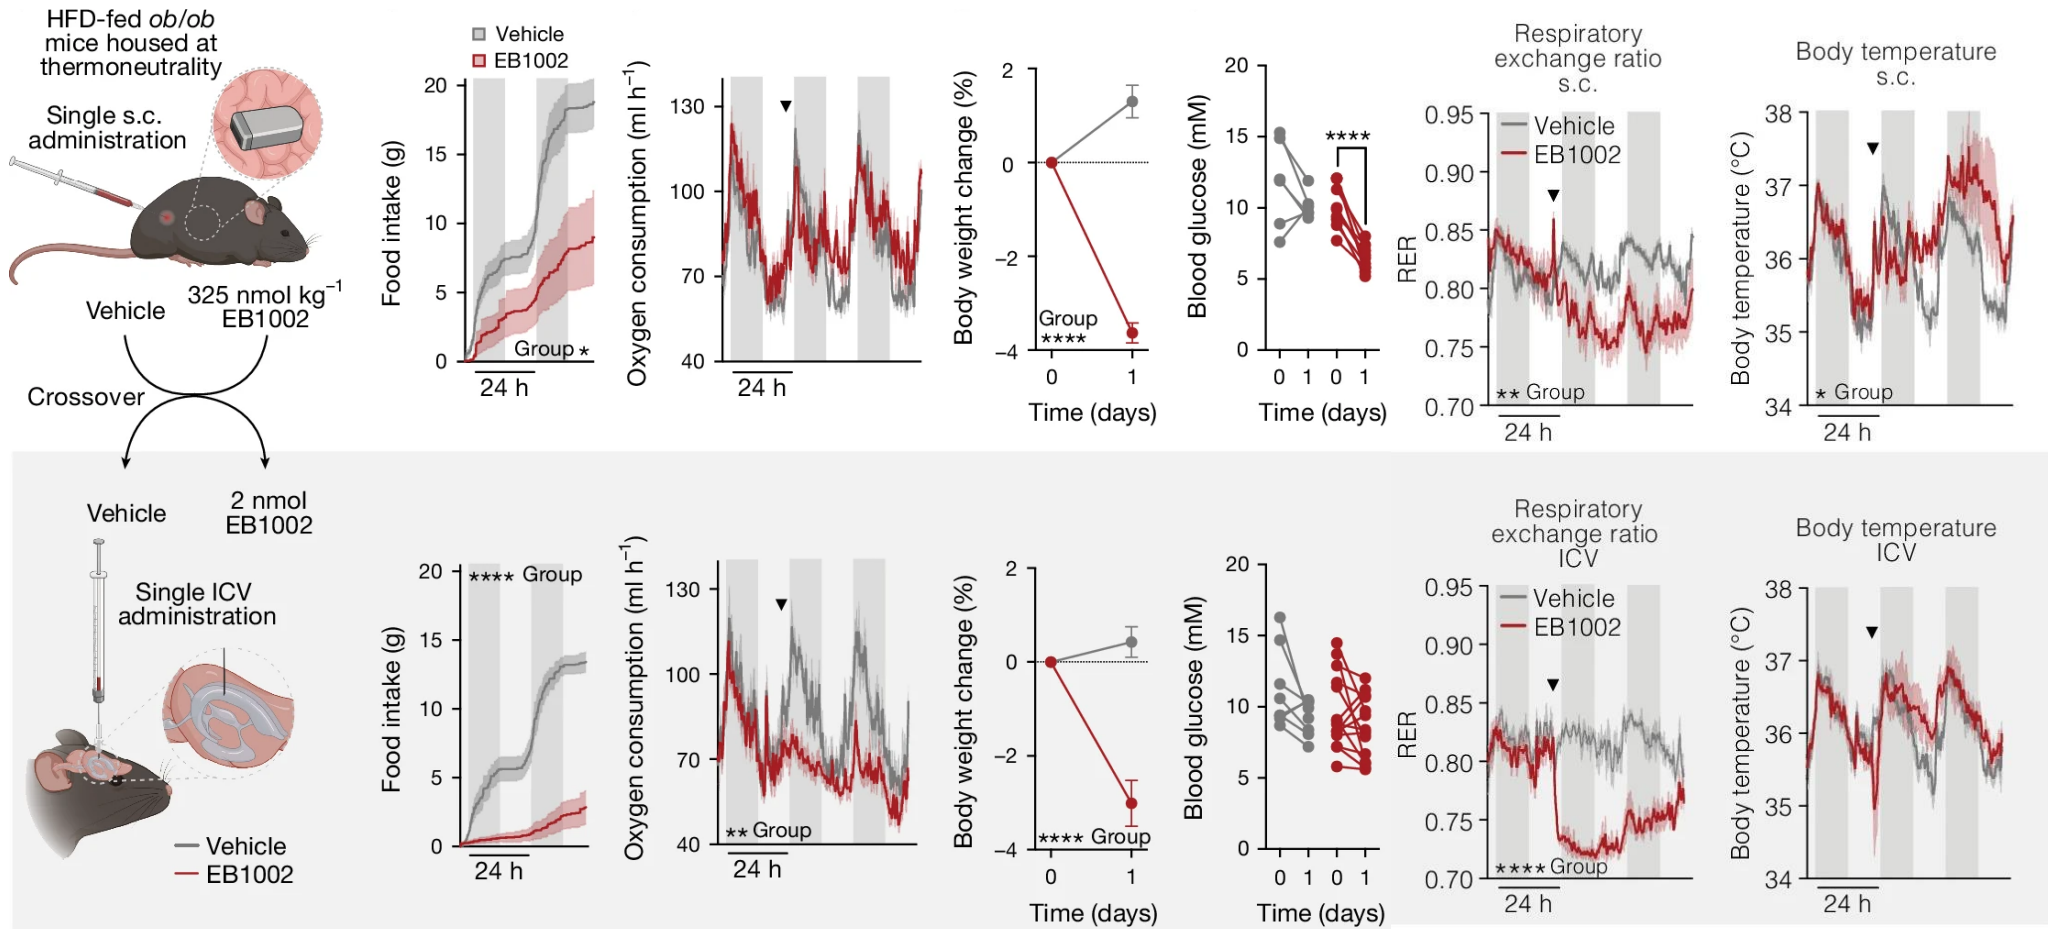 HFD-fed ob/ob
mice housed at
thermoneutrality
Single s.c.
administration
Vehicle
325 nmol kg⁻¹
EB1002
Crossover
Vehicle
EB1002
Food intake (g)
20
15
10
5
0
Group *
24 h
Oxygen consumption (ml h⁻¹)
130
100
70
40
▼
24 h
Body weight change (%)
2
0
−2
−4
Group
****
0 1
Time (days)
Blood glucose (mM)
20
15
10
5
0
****
0 1 0 1
Time (days)
Respiratory
exchange ratio
s.c.
RER
0.95
0.90
0.85
0.80
0.75
0.70
Vehicle
EB1002
▼
** Group
24 h
Body temperature
s.c.
Body temperature (°C)
38
37
36
35
34
▼
* Group
24 h
Vehicle
2 nmol
EB1002
Single ICV
administration
Vehicle
EB1002
Food intake (g)
20
15
10
5
0
**** Group
24 h
Oxygen consumption (ml h⁻¹)
130
100
70
40
▼
** Group
24 h
Body weight change (%)
2
0
−2
−4
**** Group
0 1
Time (days)
Blood glucose (mM)
20
15
10
5
0
0 1 0 1
Time (days)
Respiratory
exchange ratio
ICV
RER
0.95
0.90
0.85
0.80
0.75
0.70
Vehicle
EB1002
▼
**** Group
24 h
Body temperature
ICV
Body temperature (°C)
38
37
36
35
34
▼
24 h